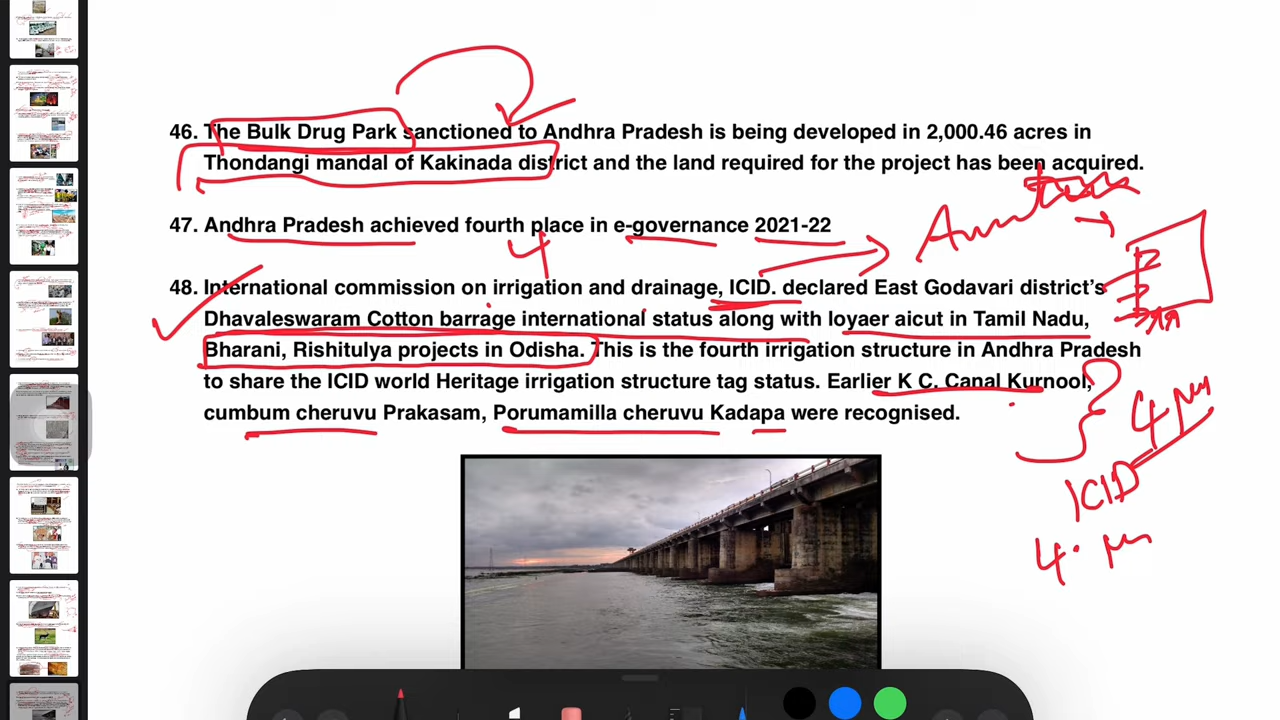 46. The Bulk Drug Park sanctioned to Andhra Pradesh is being developed in 2,000.46 acres in
Thondangi mandal of Kakinada district and the land required for the project has been acquired.
47. Andhra Pradesh achieved fourth place in e-governance 2021-22
4
48. International commission on irrigation and drainage, ICID. declared East Godavari district's
Dhavaleswaram Cotton barrage international status along with loyaer aicut in Tamil Nadu,
Bharani, Rishitulya projects in Odisha. This is the fourth irrigation structure in Andhra Pradesh
to share the ICID world Heritage irrigation structure tag status. Earlier K C. Canal Kurnool,
cumbum cheruvu Prakasam, Porumamilla cheruvu Kadapa were recognised.
4
ICID
4.